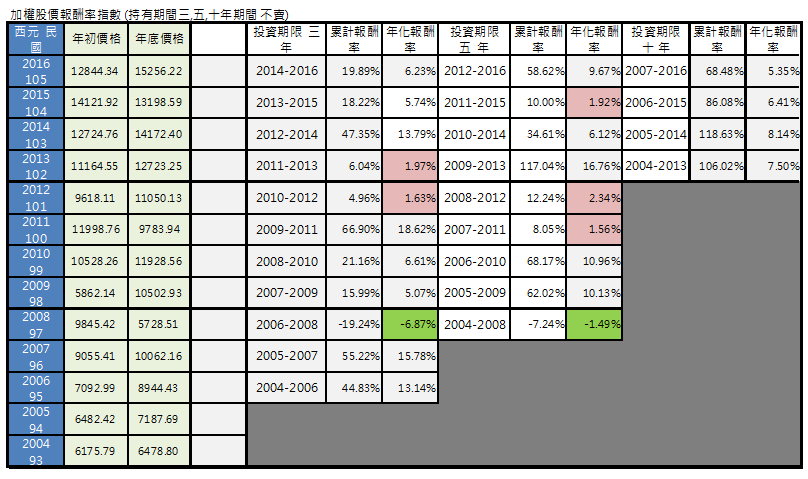 加權股價報酬率指數 (持有期間三,五,十年期間 不賣)
西元 民國 年初價格 年底價格 投資期限 三年 累計報酬率 年化報酬率 投資期限 五 年 累計報酬率 年化報酬率 投資期限 十 年 累計報酬率 年化報酬率
2016 105 12844.34 15256.22 2014-2016 19.89% 6.23% 2012-2016 58.62% 9.67% 2007-2016 68.48% 5.35%
2015 104 14121.92 13198.59 2013-2015 18.22% 5.74% 2011-2015 10.00% 1.92% 2006-2015 86.08% 6.41%
2014 103 12724.76 14172.40 2012-2014 47.35% 13.79% 2010-2014 34.61% 6.12% 2005-2014 118.63% 8.14%
2013 102 11164.55 12723.25 2011-2013 6.04% 1.97% 2009-2013 117.04% 16.76% 2004-2013 106.02% 7.50%
2012 101 9618.11 11050.13 2010-2012 4.96% 1.63% 2008-2012 12.24% 2.34%
2011 100 11998.76 9783.94 2009-2011 66.90% 18.62% 2007-2011 8.05% 1.56%
2010 99 10528.26 11928.56 2008-2010 21.16% 6.61% 2006-2010 68.17% 10.96%
2009 98 5862.14 10502.93 2007-2009 15.99% 5.07% 2005-2009 62.02% 10.13%
2008 97 9845.42 5728.51 2006-2008 -19.24% -6.87% 2004-2008 -7.24% -1.49%
2007 96 9055.41 10062.16 2005-2007 55.22% 15.78%
2006 95 7092.99 8944.43 2004-2006 44.83% 13.14%
2005 94 6482.42 7187.69
2004 93 6175.79 6478.80